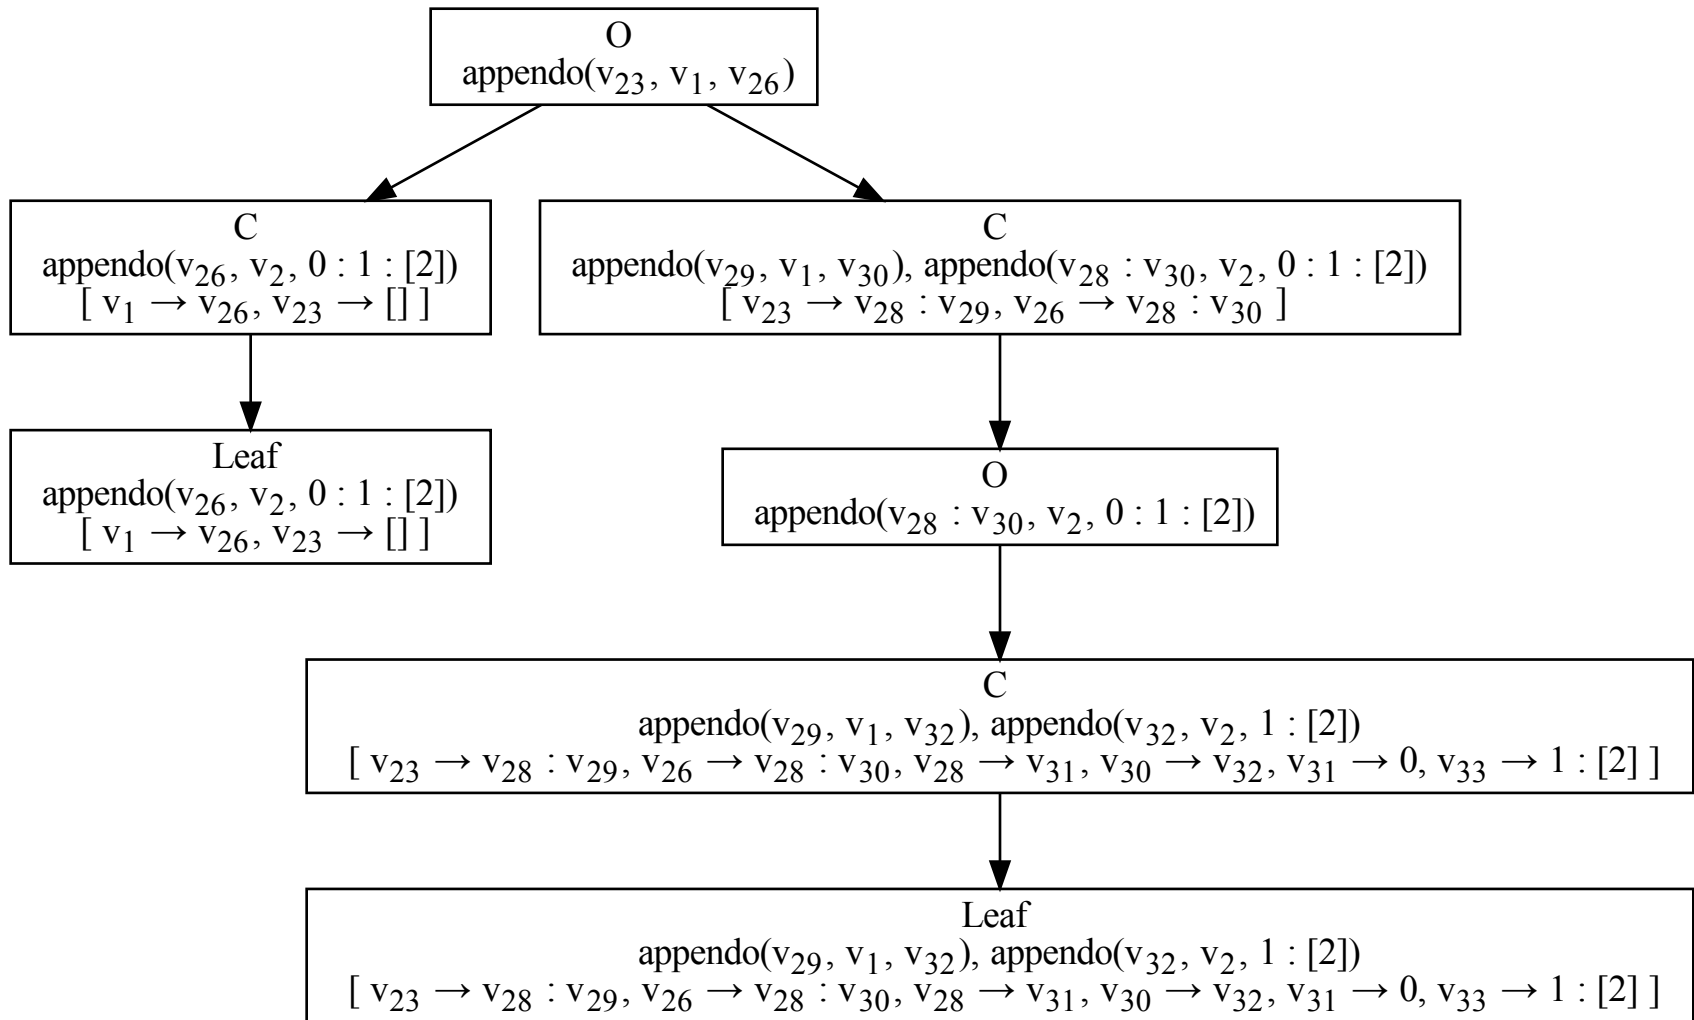 O
appendo(v₂₃, v₁, v₂₆)
C
appendo(v₂₆, v₂, 0 : 1 : [2])
[ v₁ → v₂₆, v₂₃ → [] ]
C
appendo(v₂₉, v₁, v₃₀), appendo(v₂₈ : v₃₀, v₂, 0 : 1 : [2])
[ v₂₃ → v₂₈ : v₂₉, v₂₆ → v₂₈ : v₃₀ ]
Leaf
appendo(v₂₆, v₂, 0 : 1 : [2])
[ v₁ → v₂₆, v₂₃ → [] ]
O
appendo(v₂₈ : v₃₀, v₂, 0 : 1 : [2])
C
appendo(v₂₉, v₁, v₃₂), appendo(v₃₂, v₂, 1 : [2])
[ v₂₃ → v₂₈ : v₂₉, v₂₆ → v₂₈ : v₃₀, v₂₈ → v₃₁, v₃₀ → v₃₂, v₃₁ → 0, v₃₃ → 1 : [2] ]
Leaf
appendo(v₂₉, v₁, v₃₂), appendo(v₃₂, v₂, 1 : [2])
[ v₂₃ → v₂₈ : v₂₉, v₂₆ → v₂₈ : v₃₀, v₂₈ → v₃₁, v₃₀ → v₃₂, v₃₁ → 0, v₃₃ → 1 : [2] ]